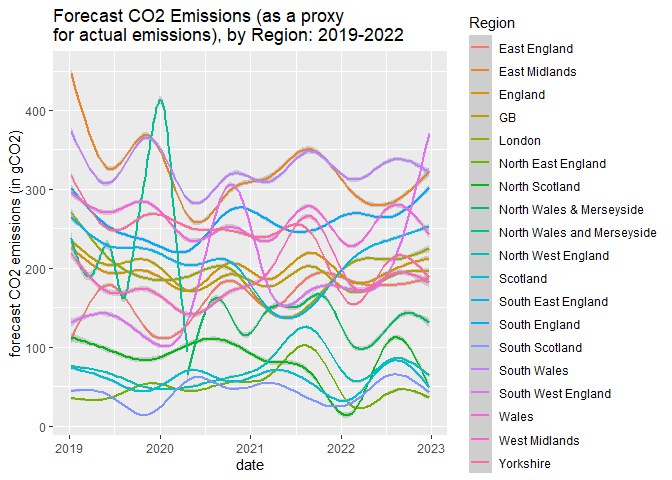 Forecast CO2 Emissions (as a proxy
for actual emissions), by Region: 2019-2022
forecast CO2 emissions (in gCO2)
400
300
200
100
0
2019
2020
2021
2022
2023
date
Region
East England
East Midlands
England
GB
London
North East England
North Scotland
North Wales & Merseyside
North Wales and Merseyside
North West England
Scotland
South East England
South England
South Scotland
South Wales
South West England
Wales
West Midlands
Yorkshire